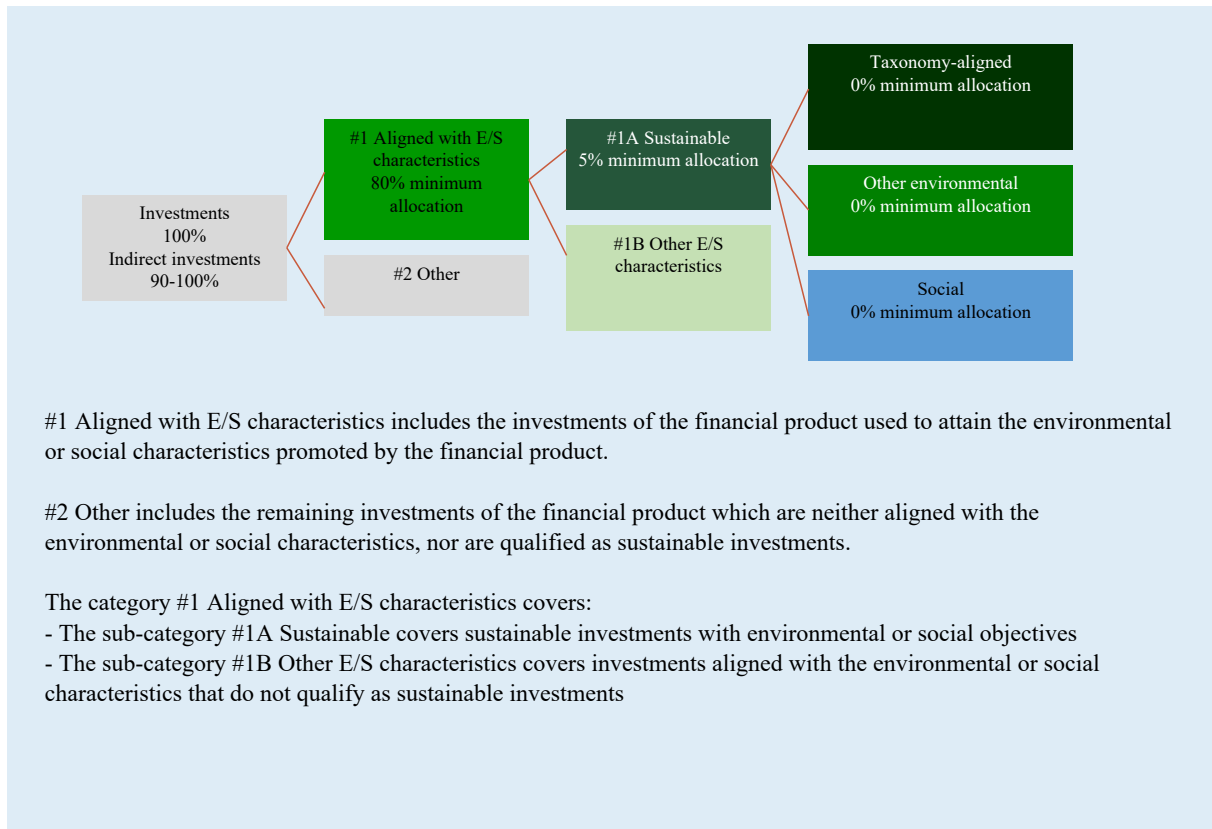 Investments
100%
Indirect investments
90-100%
#1 Aligned with E/S
characteristics
80% minimum
allocation
#2 Other
#1A Sustainable
5% minimum allocation
#1B Other E/S
characteristics
Taxonomy-aligned
0% minimum allocation
Other environmental
0% minimum allocation
Social
0% minimum allocation
#1 Aligned with E/S characteristics includes the investments of the financial product used to attain the environmental
or social characteristics promoted by the financial product.
#2 Other includes the remaining investments of the financial product which are neither aligned with the
environmental or social characteristics, nor are qualified as sustainable investments.
The category #1 Aligned with E/S characteristics covers:
- The sub-category #1A Sustainable covers sustainable investments with environmental or social objectives
- The sub-category #1B Other E/S characteristics covers investments aligned with the environmental or social
characteristics that do not qualify as sustainable investments